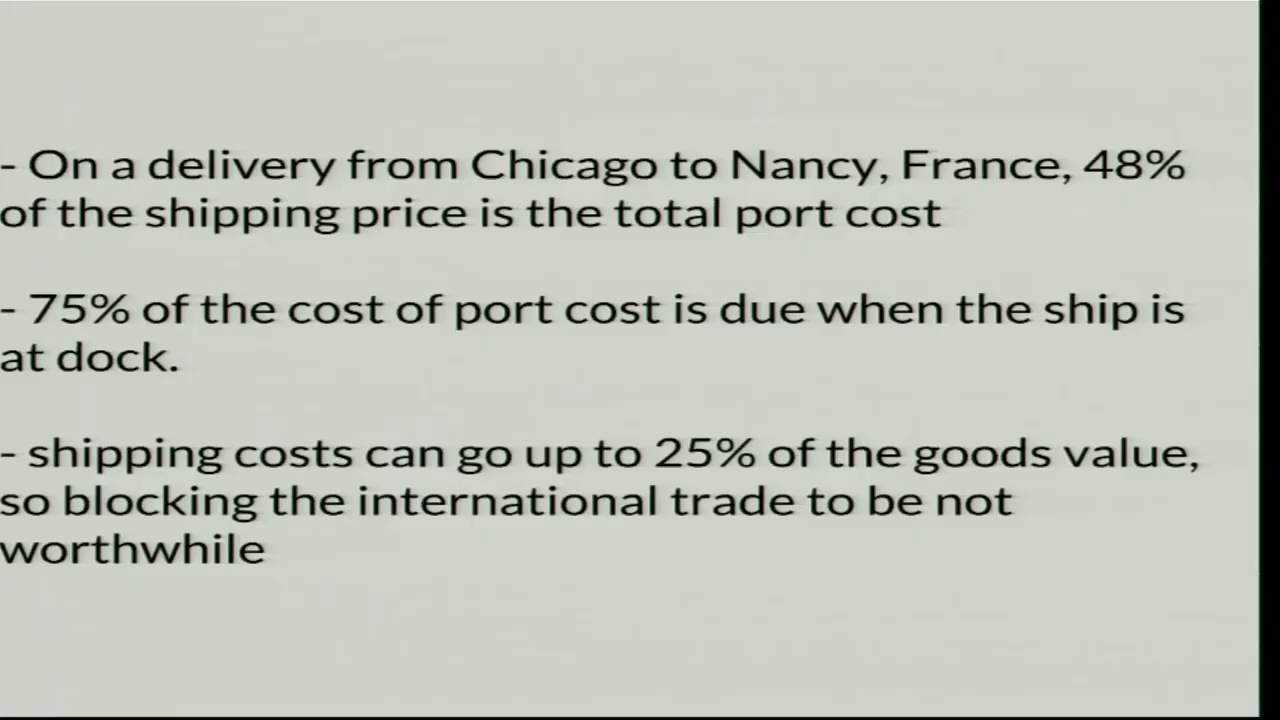 - On a delivery from Chicago to Nancy, France, 48%
of the shipping price is the total port cost
- 75% of the cost of port cost is due when the ship is
at dock.
- shipping costs can go up to 25% of the goods value,
so blocking the international trade to be not
worthwhile